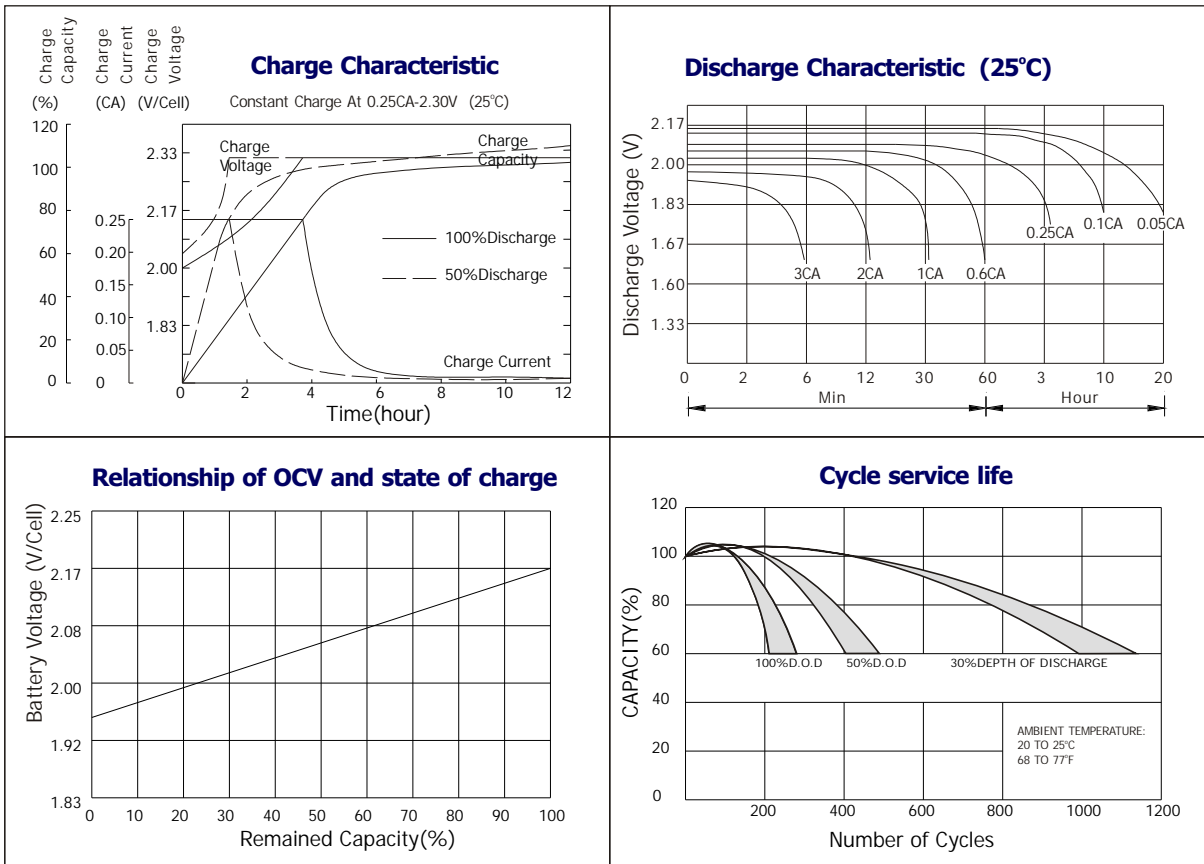 Charge Capacity
Charge Current
Charge Voltage
(%)
(CA)
(V/Cell)
Charge Characteristic
Constant Charge At 0.25CA-2.30V (25°C)
120
100
80
60
40
20
0
0.25
0.20
0.15
0.10
0.05
0
2.33
2.17
2.00
1.83
Charge Voltage
Charge Capacity
100%Discharge
50%Discharge
Charge Current
0 2 4 6 8 10 12
Time(hour)
Discharge Characteristic (25°C)
Discharge Voltage (V)
2.17
2.00
1.83
1.67
1.60
1.33
3CA
2CA
1CA
0.6CA
0.25CA
0.1CA
0.05CA
0 2 6 12 30 60 3 10 20
Min
Hour
Relationship of OCV and state of charge
Battery Voltage (V/Cell)
2.25
2.17
2.08
2.00
1.92
1.83
0 10 20 30 40 50 60 70 80 90 100
Remained Capacity(%)
Cycle service life
CAPACITY(%)
120
100
80
60
40
20
0
100%D.O.D
50%D.O.D
30%DEPTH OF DISCHARGE
AMBIENT TEMPERATURE:
20 TO 25°C
68 TO 77°F
200 400 600 800 1000 1200
Number of Cycles